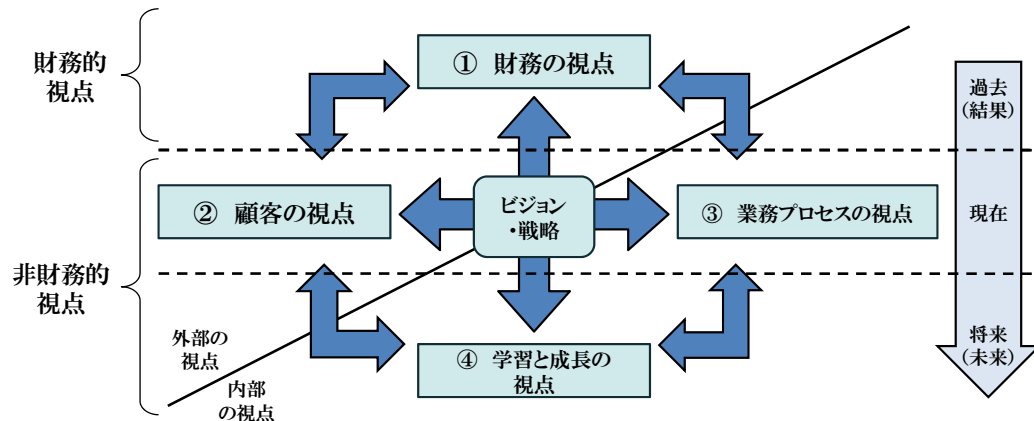 財務的
視点
① 財務の視点
過去
(結果)
② 顧客の視点
ビジョン
・戦略
③ 業務プロセスの視点
現在
非財務的
視点
外部の
視点
内部
の視点
④ 学習と成長の
視点
将来
(未来)